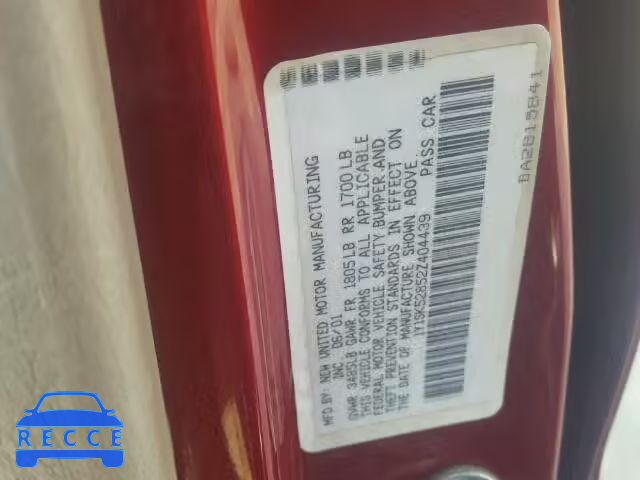 MFD BY: NEW UNITED MOTOR MANUFACTURING
INC. 06/01
GVWR 3485LB GAWR FR 1805LB RR 1700LB
THIS VEHICLE CONFORMS TO ALL APPLICABLE
FEDERAL MOTOR VEHICLE SAFETY BUMPER, AND
THEFT PREVENTION STANDARDS IN EFFECT ON
THE DATE OF MANUFACTURE SHOWN ABOVE.
1Y1SK52852Z404439 PASS CAR
BA2615841
RECCE